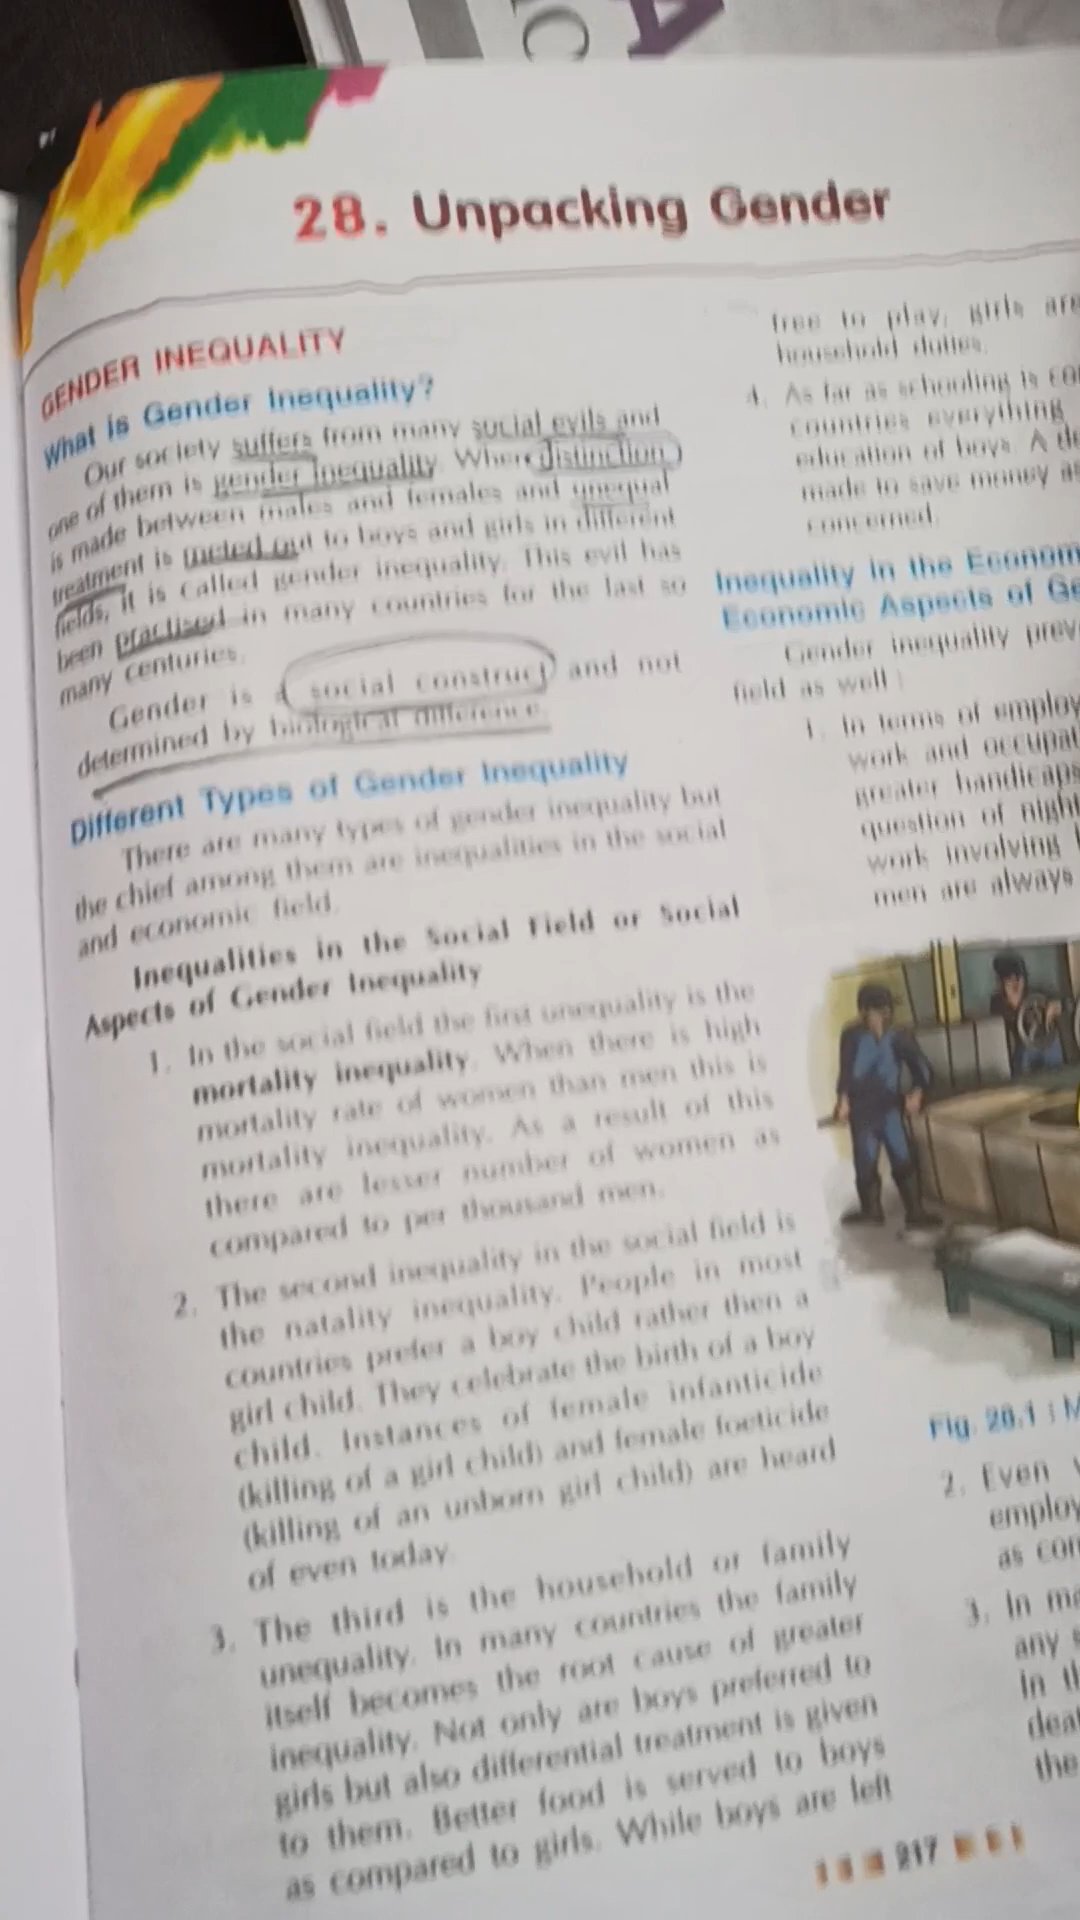 28. Unpacking Gender
GENDER INEQUALITY
What is Gender Inequality?
Our society suffers from many social evils and
one of them is gender inequality. Where distinction
is made between males and females and unequal
treatment is meted out to boys and girls in different
fields, it is called gender inequality. This evil has
been practised in many countries for the last so
many centuries.
Gender is a social construct and not
determined by biological difference.
Different Types of Gender Inequality
There are many types of gender inequality but
the chief among them are inequalities in the social
and economic field.
Inequalities in the Social Field or Social
Aspects of Gender Inequality
1. In the social field the first unequality is the
mortality inequality. When there is high
mortality rate of women than men this is
mortality inequality. As a result of this
there are lesser number of women as
compared to per thousand men.
2. The second inequality in the social field is
the natality inequality. People in most
countries prefer a boy child rather then a
girl child. They celebrate the birth of a boy
child. Instances of female infanticide
(killing of a girl child) and female foeticide
(killing of an unborn girl child) are heard
of even today.
3. The third is the household or family
unequality. In many countries the family
itself becomes the root cause of greater
inequality. Not only are boys preferred to
girls but also differential treatment is given
to them. Better food is served to boys
as compared to girls. While boys are left
free to play, girls are
household duties.
4. As far as schooling is
countries everything
education of boys. A
made to save money as
concerned.
Inequality in the
Economic Aspects of
Gender inequality
field as well :
1. In terms of
work and
greater handicaps
question of night
work involving
men are always
Fig. 28.1 :
2. Even
as
3. In
any
In
the
217